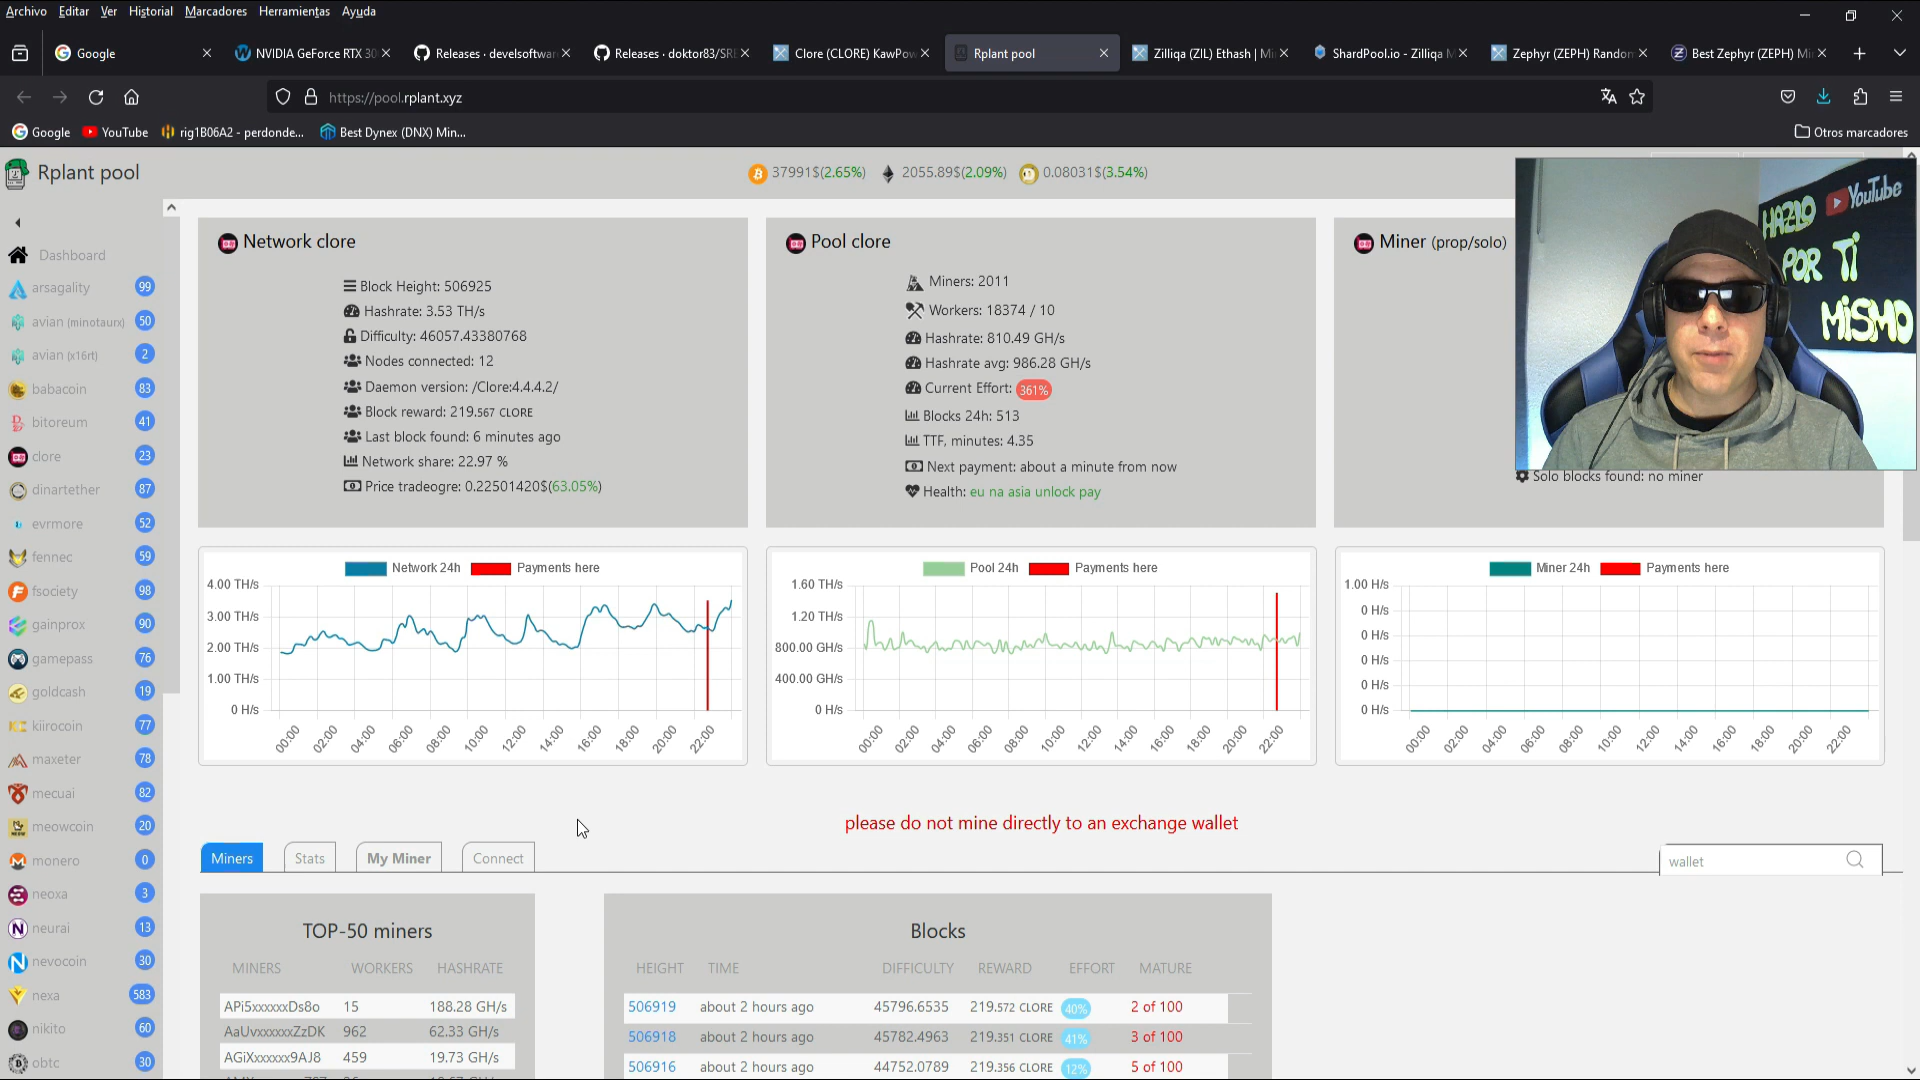 Archivo Editar Ver Historial Marcadores Herramientas Ayuda
Google
NVIDIA GeForce RTX 30
Releases · develsoftwar
Releases · doktor83/SRB
Clore (CLORE) KawPow
Rplant pool
Zilliqa (ZIL) Ethash | Mi
ShardPool.io - Zilliqa M
Zephyr (ZEPH) Random
Best Zephyr (ZEPH) Mi
https://pool.rplant.xyz
Google YouTube rig1B06A2 - perdonde... Best Dynex (DNX) Min... Otros marcadores
Rplant pool
37991$(2.65%) 2055.89$(2.09%) 0.08031$(3.54%)
Dashboard
arsagality 99
avian (minotaurx) 50
avian (x16rt) 2
babacoin 83
bitoreum 41
clore 23
dinartether 87
evrmore 52
fennec 59
fsociety 98
gainprox 90
gamepass 76
goldcash 19
kiirocoin 77
maxeter 78
mecuai 82
meowcoin 20
monero 0
neoxa 3
neurai 13
nevocoin 30
nexa 583
nikito 60
obtc 30
Network clore
Block Height: 506925
Hashrate: 3.53 TH/s
Difficulty: 46057.43380768
Nodes connected: 12
Daemon version: /Clore:4.4.4.2/
Block reward: 219.567 CLORE
Last block found: 6 minutes ago
Network share: 22.97 %
Price tradeogre: 0.22501420$(63.05%)
Pool clore
Miners: 2011
Workers: 18374 / 10
Hashrate: 810.49 GH/s
Hashrate avg: 986.28 GH/s
Current Effort: 361%
Blocks 24h: 513
TTF, minutes: 4.35
Next payment: about a minute from now
Health: eu na asia unlock pay
Miner (prop/solo)
Solo blocks found: no miner
YouTube
HAZLO
POR TI
MISMO
Network 24h Payments here
4.00 TH/s
3.00 TH/s
2.00 TH/s
1.00 TH/s
0 H/s
00:00 02:00 04:00 06:00 08:00 10:00 12:00 14:00 16:00 18:00 20:00 22:00
Pool 24h Payments here
1.60 TH/s
1.20 TH/s
800.00 GH/s
400.00 GH/s
0 H/s
00:00 02:00 04:00 06:00 08:00 10:00 12:00 14:00 16:00 18:00 20:00 22:00
Miner 24h Payments here
1.00 H/s
0 H/s
0 H/s
0 H/s
0 H/s
0 H/s
00:00 02:00 04:00 06:00 08:00 10:00 12:00 14:00 16:00 18:00 20:00 22:00
please do not mine directly to an exchange wallet
Miners Stats My Miner Connect
wallet
TOP-50 miners
MINERS WORKERS HASHRATE
APi5xxxxxxDs8o 15 188.28 GH/s
AaUvxxxxxxZzDK 962 62.33 GH/s
AGiXxxxxxx9AJ8 459 19.73 GH/s
Blocks
HEIGHT TIME DIFFICULTY REWARD EFFORT MATURE
506919 about 2 hours ago 45796.6535 219.572 CLORE 40% 2 of 100
506918 about 2 hours ago 45782.4963 219.351 CLORE 41% 3 of 100
506916 about 2 hours ago 44752.0789 219.356 CLORE 12% 5 of 100